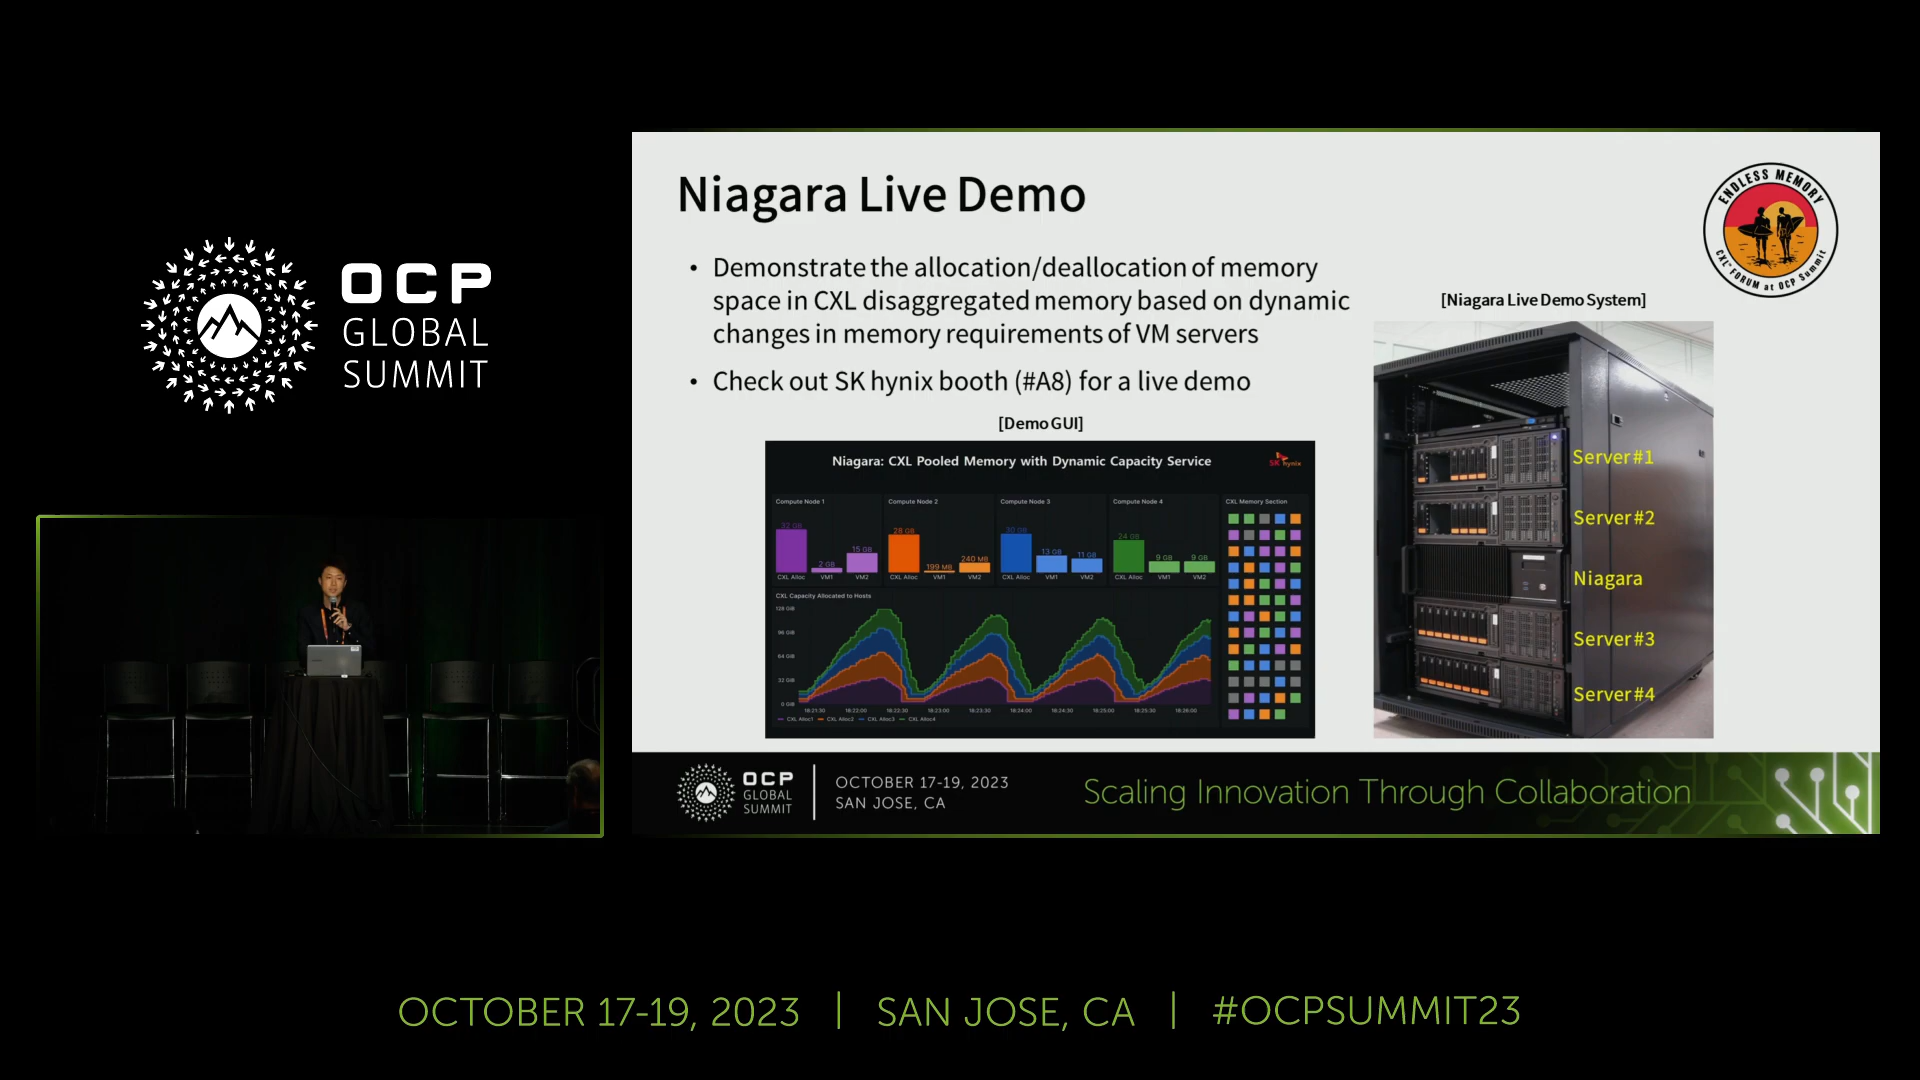 OCP
GLOBAL
SUMMIT
Niagara Live Demo
ENDLESS MEMORY
CXL™ FORUM at OCP Summit
• Demonstrate the allocation/deallocation of memory
space in CXL disaggregated memory based on dynamic
changes in memory requirements of VM servers
• Check out SK hynix booth (#A8) for a live demo
[Demo GUI]
Niagara: CXL Pooled Memory with Dynamic Capacity Service
SK hynix
Compute Node 1
32 GB
2 GB
15 GB
CXL Alloc VM1 VM2
Compute Node 2
28 GB
199 MB
240 MB
CXL Alloc VM1 VM2
Compute Node 3
30 GB
13 GB
11 GB
CXL Alloc VM1 VM2
Compute Node 4
24 GB
9 GB
9 GB
CXL Alloc VM1 VM2
CXL Memory Section
CXL Capacity Allocated to Hosts
128 GiB
96 GiB
64 GiB
32 GiB
0 GiB
18:21:30 18:22:00 18:22:30 18:23:00 18:23:30 18:24:00 18:24:30 18:25:00 18:25:30 18:26:00
CXL Alloc1 CXL Alloc2 CXL Alloc3 CXL Alloc4
[Niagara Live Demo System]
Server#1
Server#2
Niagara
Server#3
Server#4
OCP
GLOBAL
SUMMIT
OCTOBER 17-19, 2023
SAN JOSE, CA
Scaling Innovation Through Collaboration
OCTOBER 17-19, 2023 | SAN JOSE, CA | #OCPSUMMIT23